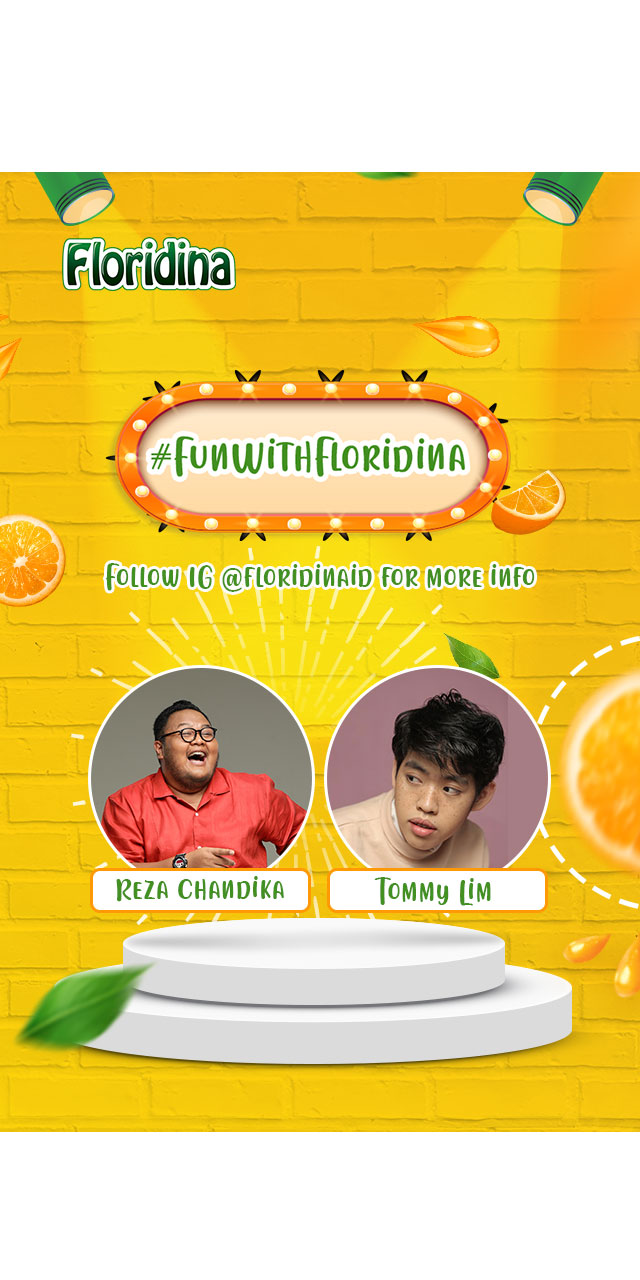 Floridina
#FunWithFloridina
Follow IG @floridinaid for more info
Reza Chandika
Tommy Lim